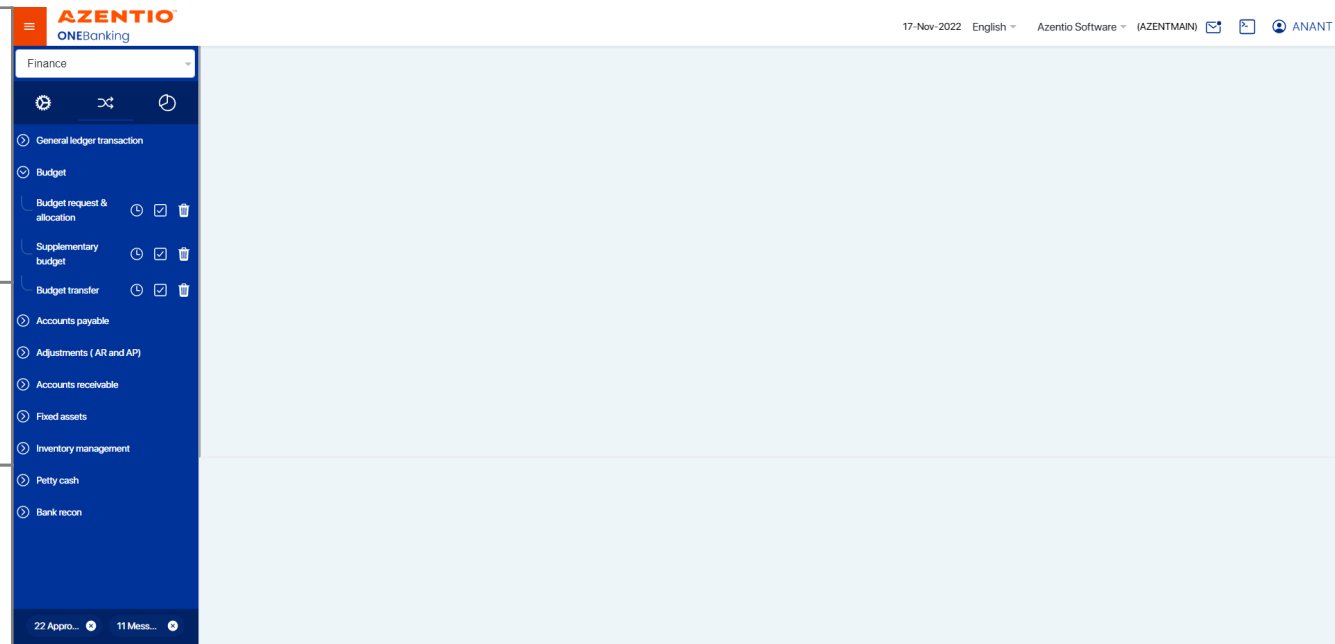 AZENTIO™
ONEBanking
17-Nov-2022 English Azentio Software (AZENTMAIN) ANANT
Finance
General ledger transaction
Budget
Budget request &
allocation
Supplementary
budget
Budget transfer
Accounts payable
Adjustments ( AR and AP)
Accounts receivable
Fixed assets
Inventory management
Petty cash
Bank recon
22 Appro... 11 Mess...